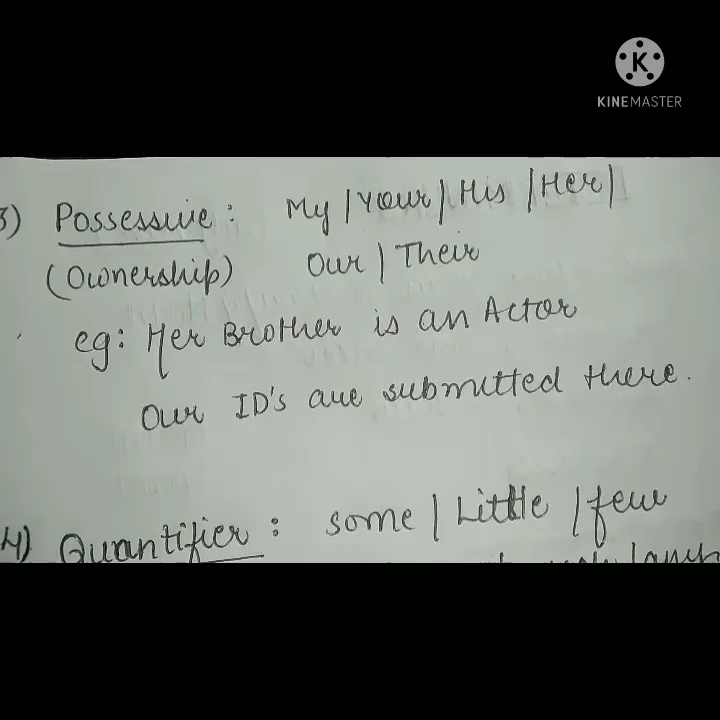 K
KINEMASTER
3) Possessive : My / Your / His / Her /
(Ownership) Our / Their
eg: Her Brother is an Actor
Our ID's are submitted there.
4) Quantifier : some / Little / few